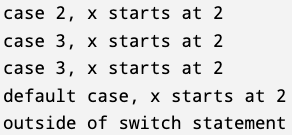 case 2, x starts at 2
case 3, x starts at 2
case 3, x starts at 2
default case, x starts at 2
outside of switch statement